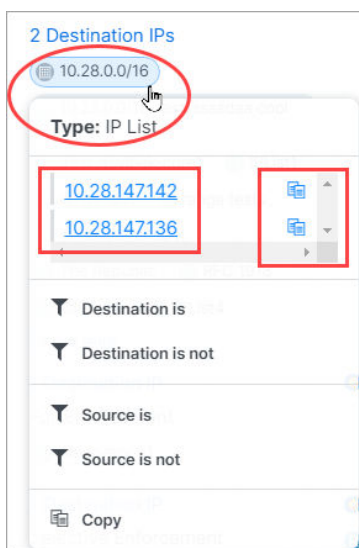 2 Destination IPs
10.28.0.0/16
Type: IP List
10.28.147.142
10.28.147.136
Destination is
Destination is not
Source is
Source is not
Copy